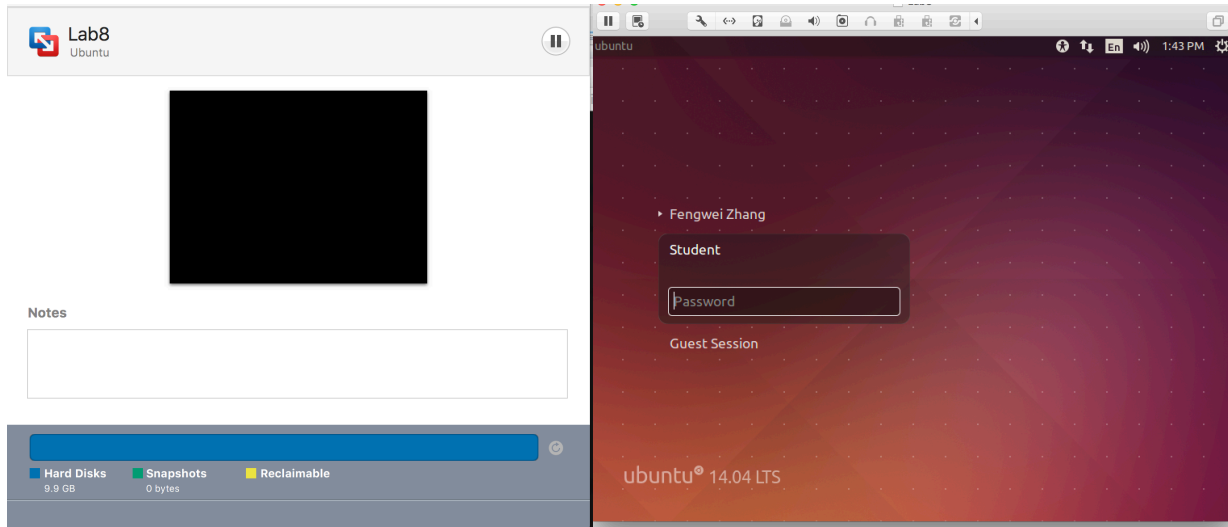 Lab8
Ubuntu
Notes
Hard Disks
9.9 GB
Snapshots
0 bytes
Reclaimable
ubuntu
En
1:43 PM
Fengwei Zhang
Student
Password
Guest Session
ubuntu® 14.04 LTS